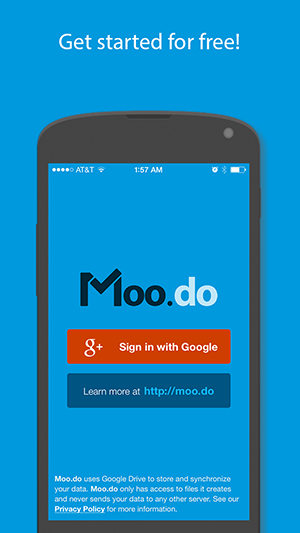 Get started for free!
AT&T 1:57 AM
Moo.do
g+ Sign in with Google
Learn more at http://moo.do
Moo.do uses Google Drive to store and synchronize
your data. Moo.do only has access to files it creates
and never sends your data to any other server. See our
Privacy Policy for more information.